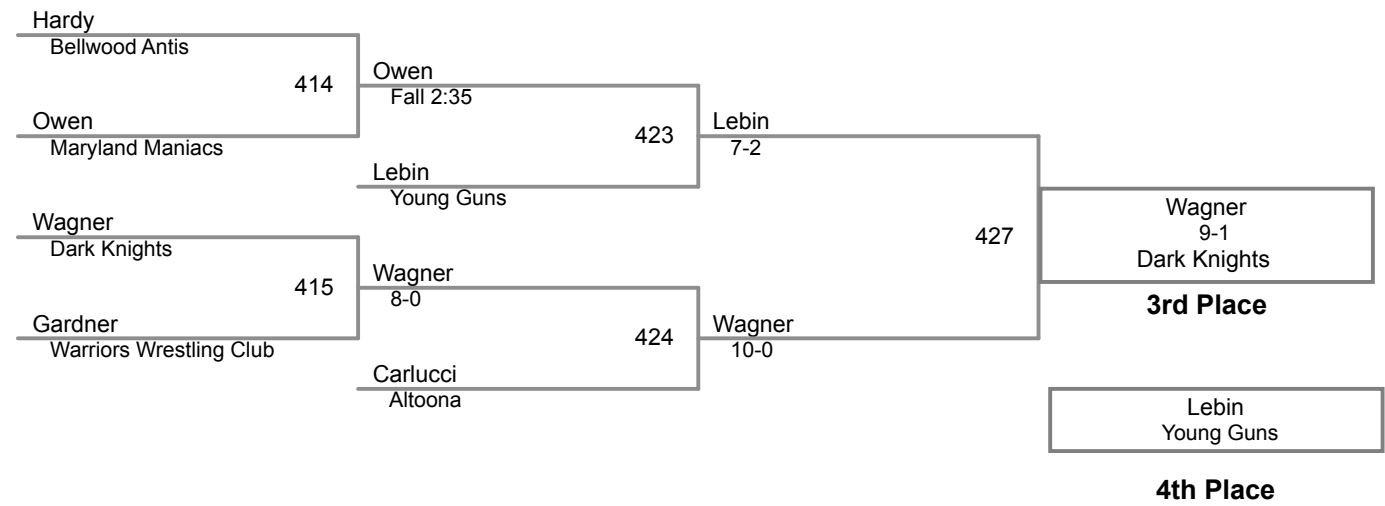 Hardy
Bellwood Antis
414
Owen
Fall 2:35
Owen
Maryland Maniacs
423
Lebin
7-2
Lebin
Young Guns
Wagner
Dark Knights
427
Wagner
9-1
Dark Knights
3rd Place
415
Wagner
8-0
Gardner
Warriors Wrestling Club
424
Wagner
10-0
Carlucci
Altoona
Lebin
Young Guns
4th Place